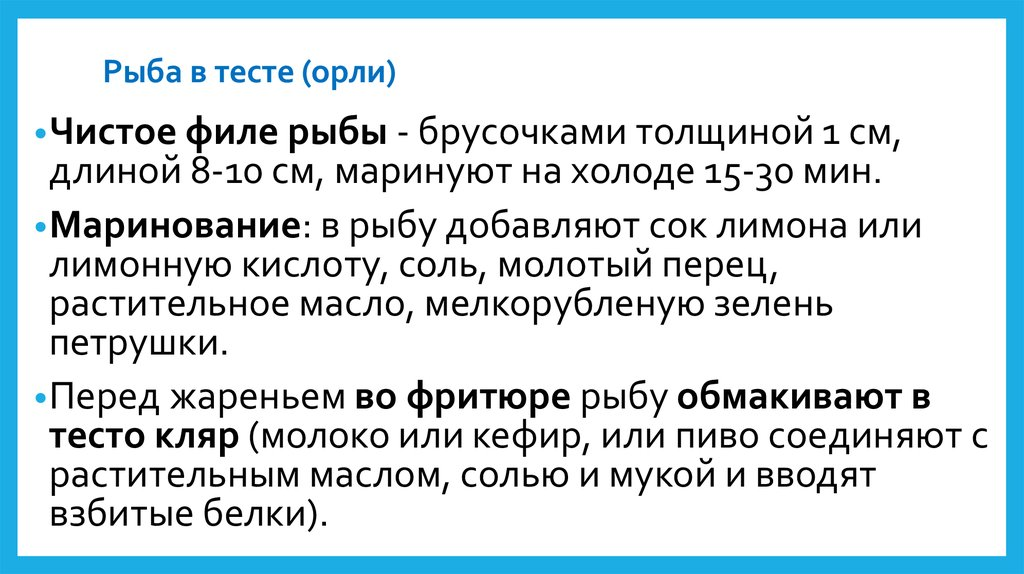 Рыба в тесте (орли)
•Чистое филе рыбы - брусочками толщиной 1 см,
длиной 8-10 см, маринуют на холоде 15-30 мин.
•Маринование: в рыбу добавляют сок лимона или
лимонную кислоту, соль, молотый перец,
растительное масло, мелкорубленую зелень
петрушки.
•Перед жареньем во фритюре рыбу обмакивают в
тесто кляр (молоко или кефир, или пиво соединяют с
растительным маслом, солью и мукой и вводят
взбитые белки).